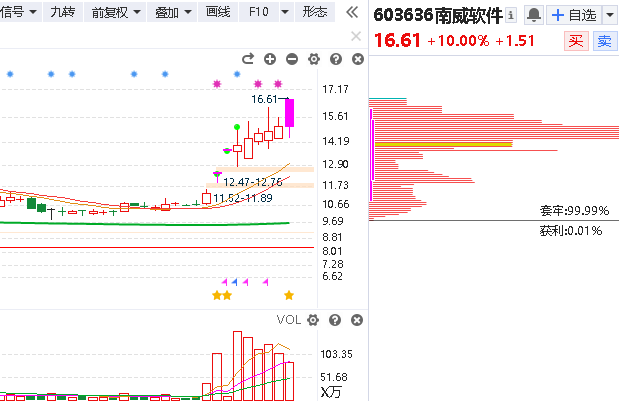 信号 九转 前复权 叠加 画线 F10 形态
603636南威软件 自选
16.61 +10.00% +1.51 买 卖
17.17
16.61
15.61
14.19
12.90
12.47-12.76
11.73
11.52-11.89
10.66
9.69
8.81
8.01
7.28
6.62
套牢:99.99%
获利:0.01%
VOL
103.35
51.68
X万